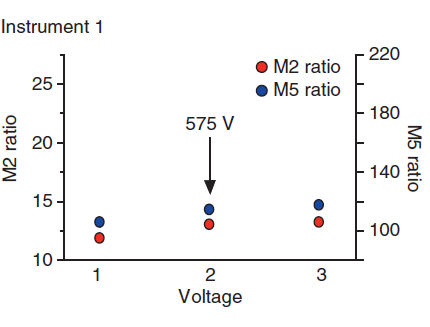 Instrument 1
M2 ratio
M5 ratio
575 V
25
20
15
10
220
180
140
100
1 2 3
Voltage
M2 ratio
M5 ratio